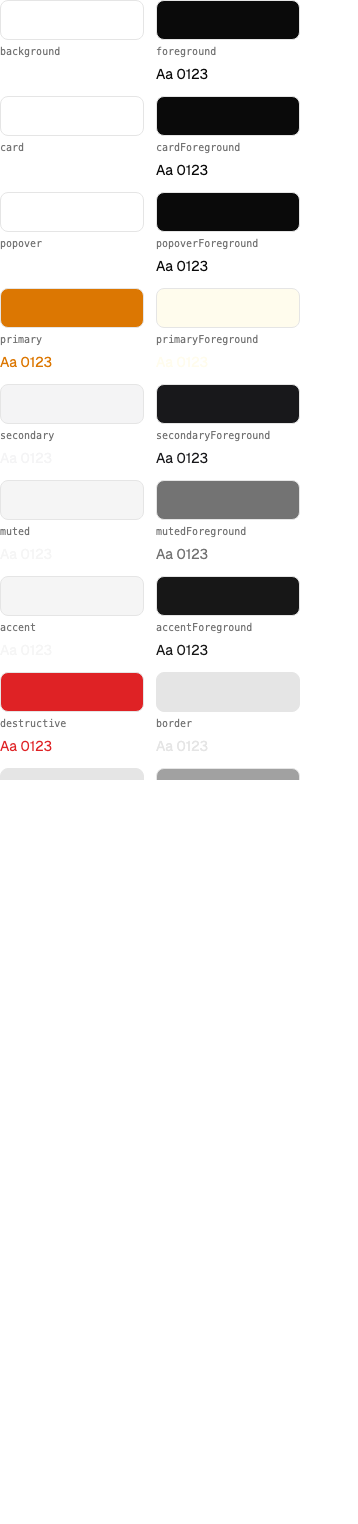 background foreground
Aa 0123
card cardForeground
Aa 0123
popover popoverForeground
Aa 0123
primary primaryForeground
Aa 0123 Aa 0123
secondary secondaryForeground
Aa 0123 Aa 0123
muted mutedForeground
Aa 0123 Aa 0123
accent accentForeground
Aa 0123 Aa 0123
destructive border
Aa 0123 Aa 0123